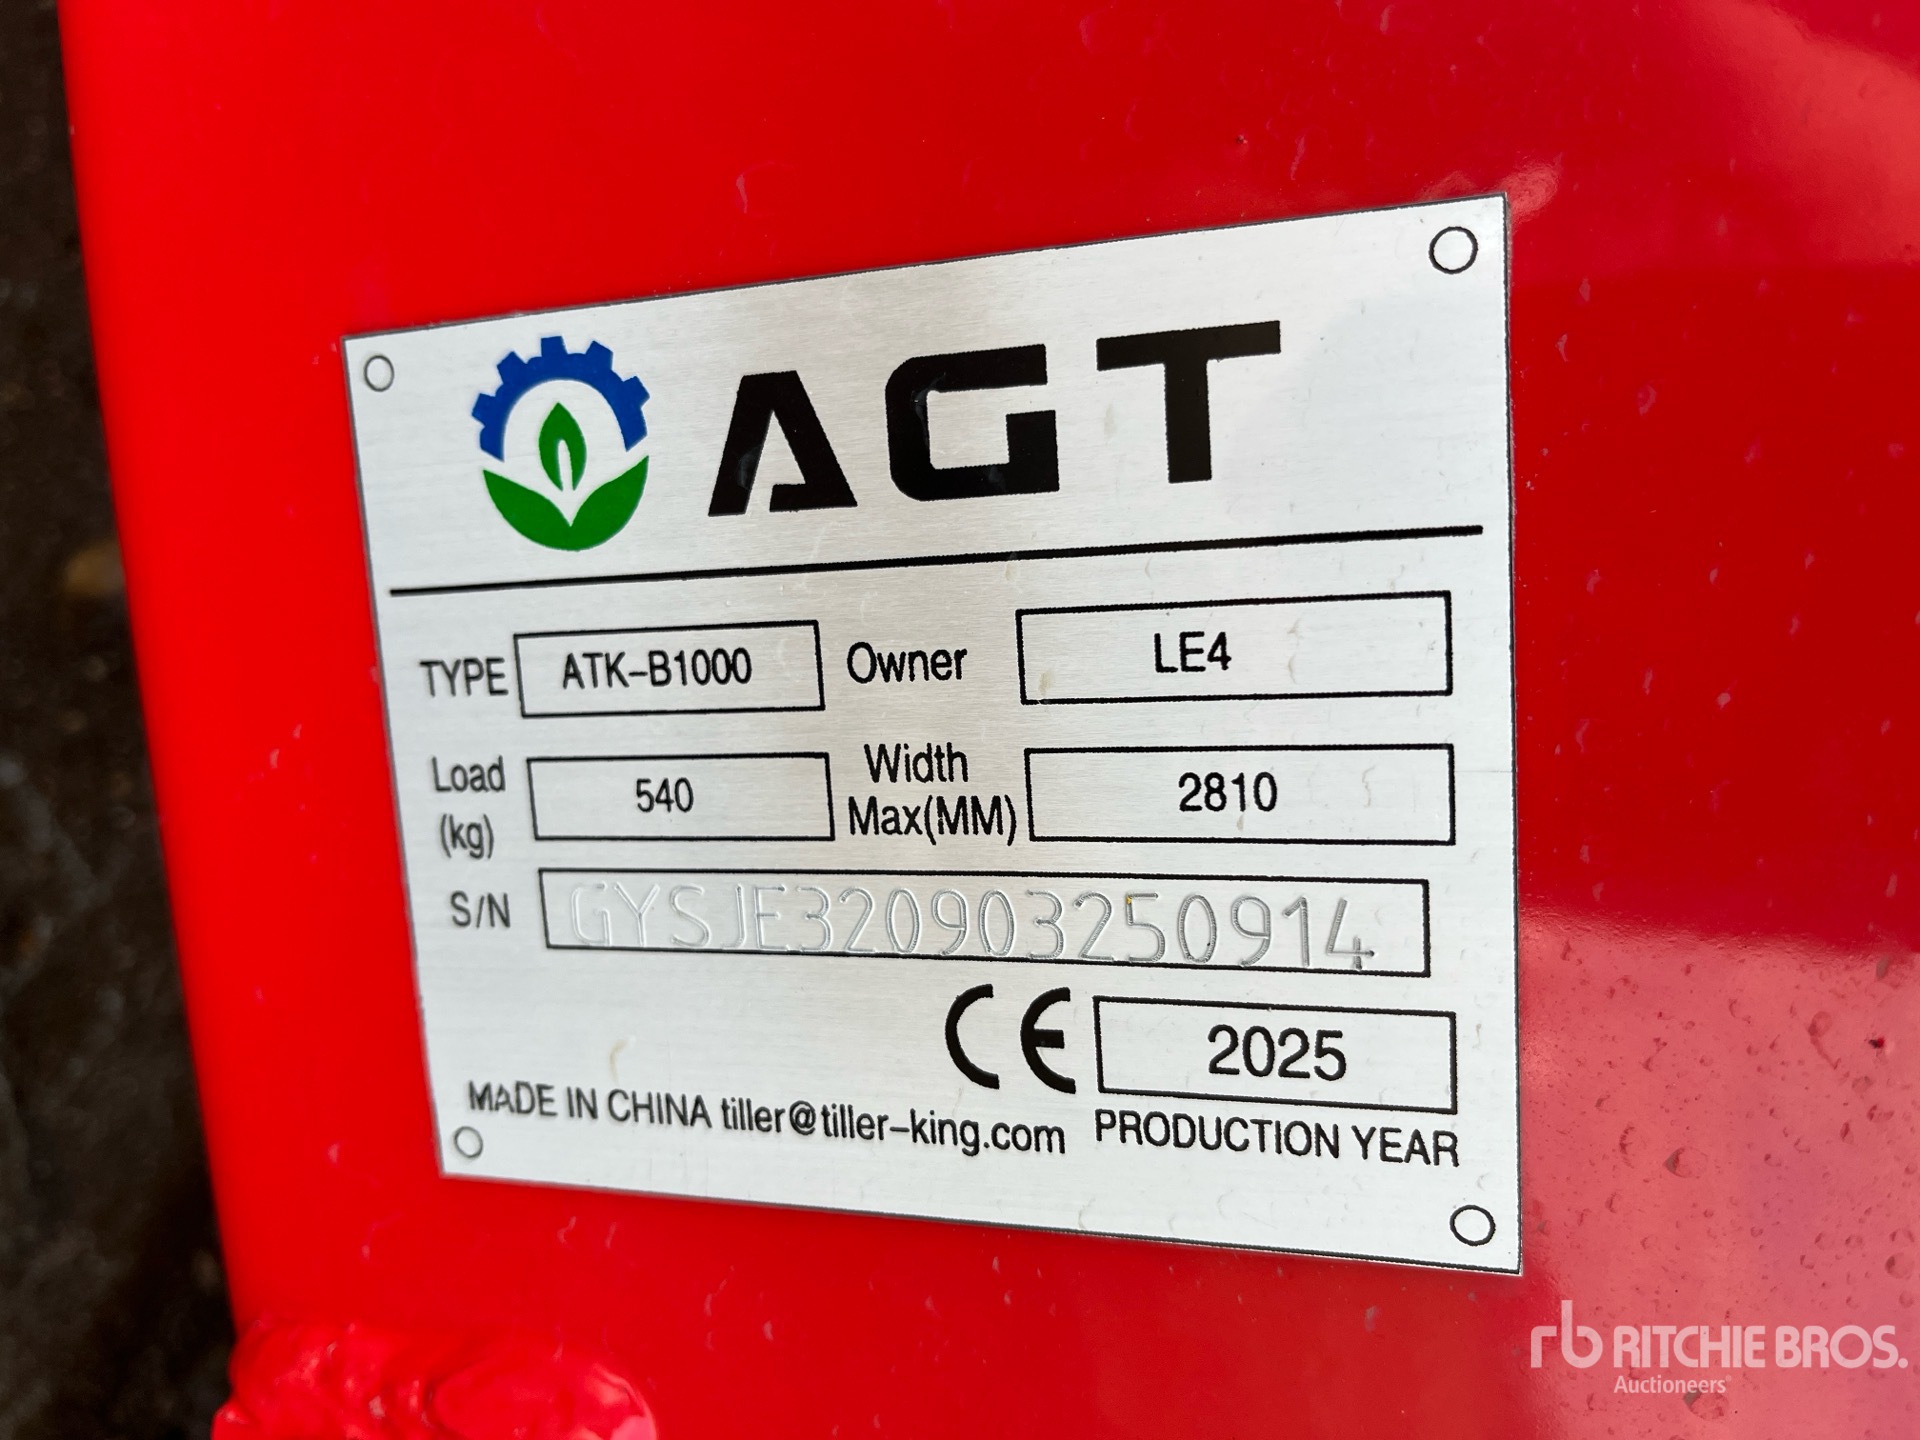 AGT
TYPE ATK-B1000 Owner LE4
Load (kg) 540 Width Max(MM) 2810
S/N GYSJE320903250914
CE 2025
MADE IN CHINA tiller@tiller-king.com PRODUCTION YEAR
rb RITCHIE BROS.
Auctioneers